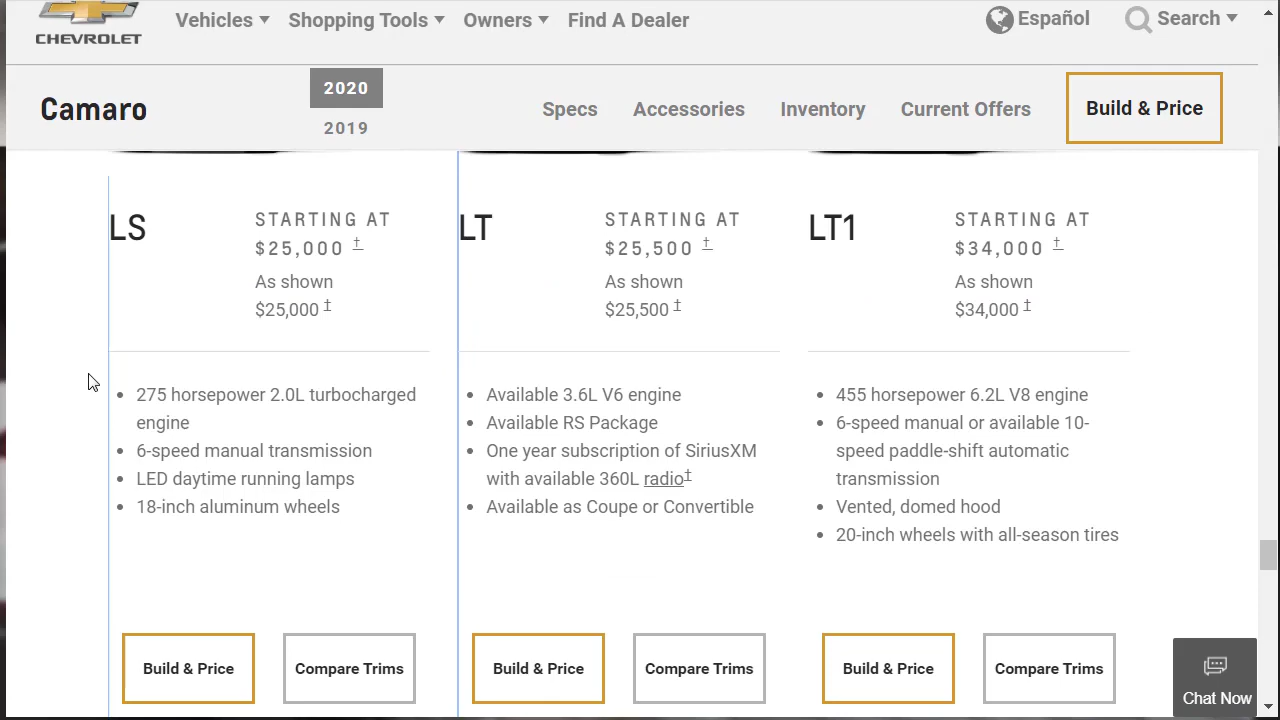 CHEVROLET
Vehicles Shopping Tools Owners Find A Dealer Español Search
Camaro
2020
2019
Specs Accessories Inventory Current Offers Build & Price
LS
STARTING AT
$25,000 †
As shown
$25,000 †
275 horsepower 2.0L turbocharged
engine
6-speed manual transmission
LED daytime running lamps
18-inch aluminum wheels
Build & Price Compare Trims
LT
STARTING AT
$25,500 †
As shown
$25,500 †
Available 3.6L V6 engine
Available RS Package
One year subscription of SiriusXM
with available 360L radio†
Available as Coupe or Convertible
Build & Price Compare Trims
LT1
STARTING AT
$34,000 †
As shown
$34,000 †
455 horsepower 6.2L V8 engine
6-speed manual or available 10-
speed paddle-shift automatic
transmission
Vented, domed hood
20-inch wheels with all-season tires
Build & Price Compare Trims
Chat Now